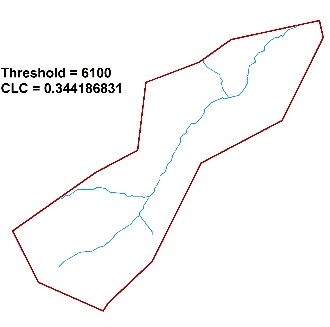 Threshold = 6100
CLC = 0.344186831